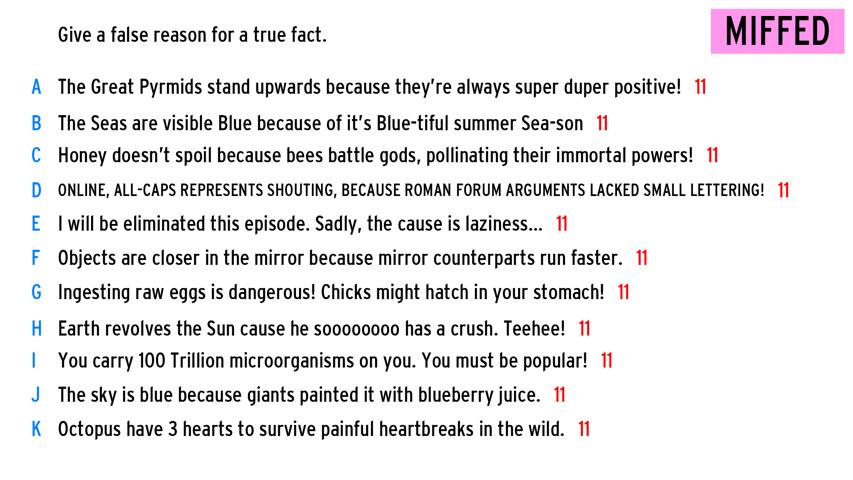 Give a false reason for a true fact.
MIFFED
A The Great Pyrmids stand upwards because they're always super duper positive! 11
B The Seas are visible Blue because of it's Blue-tiful summer Sea-son 11
C Honey doesn't spoil because bees battle gods, pollinating their immortal powers! 11
D ONLINE, ALL-CAPS REPRESENTS SHOUTING, BECAUSE ROMAN FORUM ARGUMENTS LACKED SMALL LETTERING! 11
E I will be eliminated this episode. Sadly, the cause is laziness... 11
F Objects are closer in the mirror because mirror counterparts run faster. 11
G Ingesting raw eggs is dangerous! Chicks might hatch in your stomach! 11
H Earth revolves the Sun cause he soooooooo has a crush. Teehee! 11
I You carry 100 Trillion microorganisms on you. You must be popular! 11
J The sky is blue because giants painted it with blueberry juice. 11
K Octopus have 3 hearts to survive painful heartbreaks in the wild. 11